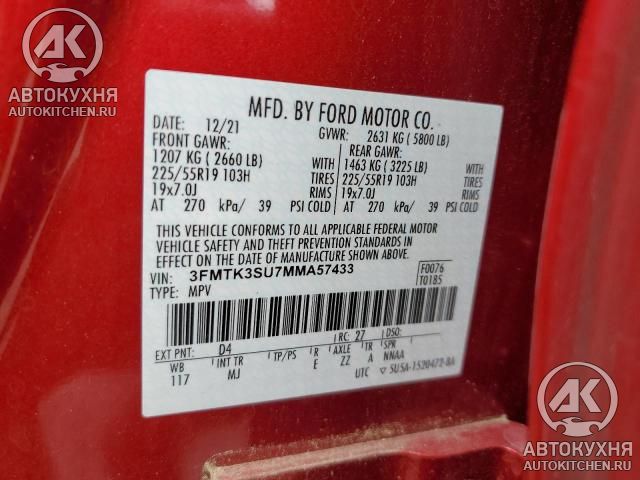 АК
АВТОКУХНЯ
AUTOKITCHEN.RU
MFD. BY FORD MOTOR CO.
DATE: 12/21 GVWR: 2631 KG ( 5800 LB)
FRONT GAWR: REAR GAWR:
1207 KG ( 2660 LB) WITH 1463 KG ( 3225 LB) WITH
225/55R19 103H TIRES 225/55R19 103H TIRES
19x7.0J RIMS 19x7.0J RIMS
AT 270 kPa/ 39 PSI COLD AT 270 kPa/ 39 PSI COLD
THIS VEHICLE CONFORMS TO ALL APPLICABLE FEDERAL MOTOR
VEHICLE SAFETY AND THEFT PREVENTION STANDARDS IN
EFFECT ON THE DATE OF MANUFACTURE SHOWN ABOVE.
VIN: 3FMTK3SU7MMA57433 F0076
TYPE: MPV T0185
EXT PNT: D4 RC: 27 DSO:
WB INT TR TP/PS R AXLE TR SPR
117 MJ E ZZ A NNAA
UTC ▽ SU5A-1520472-BA
АК
АВТОКУХНЯ
AUTOKITCHEN.RU